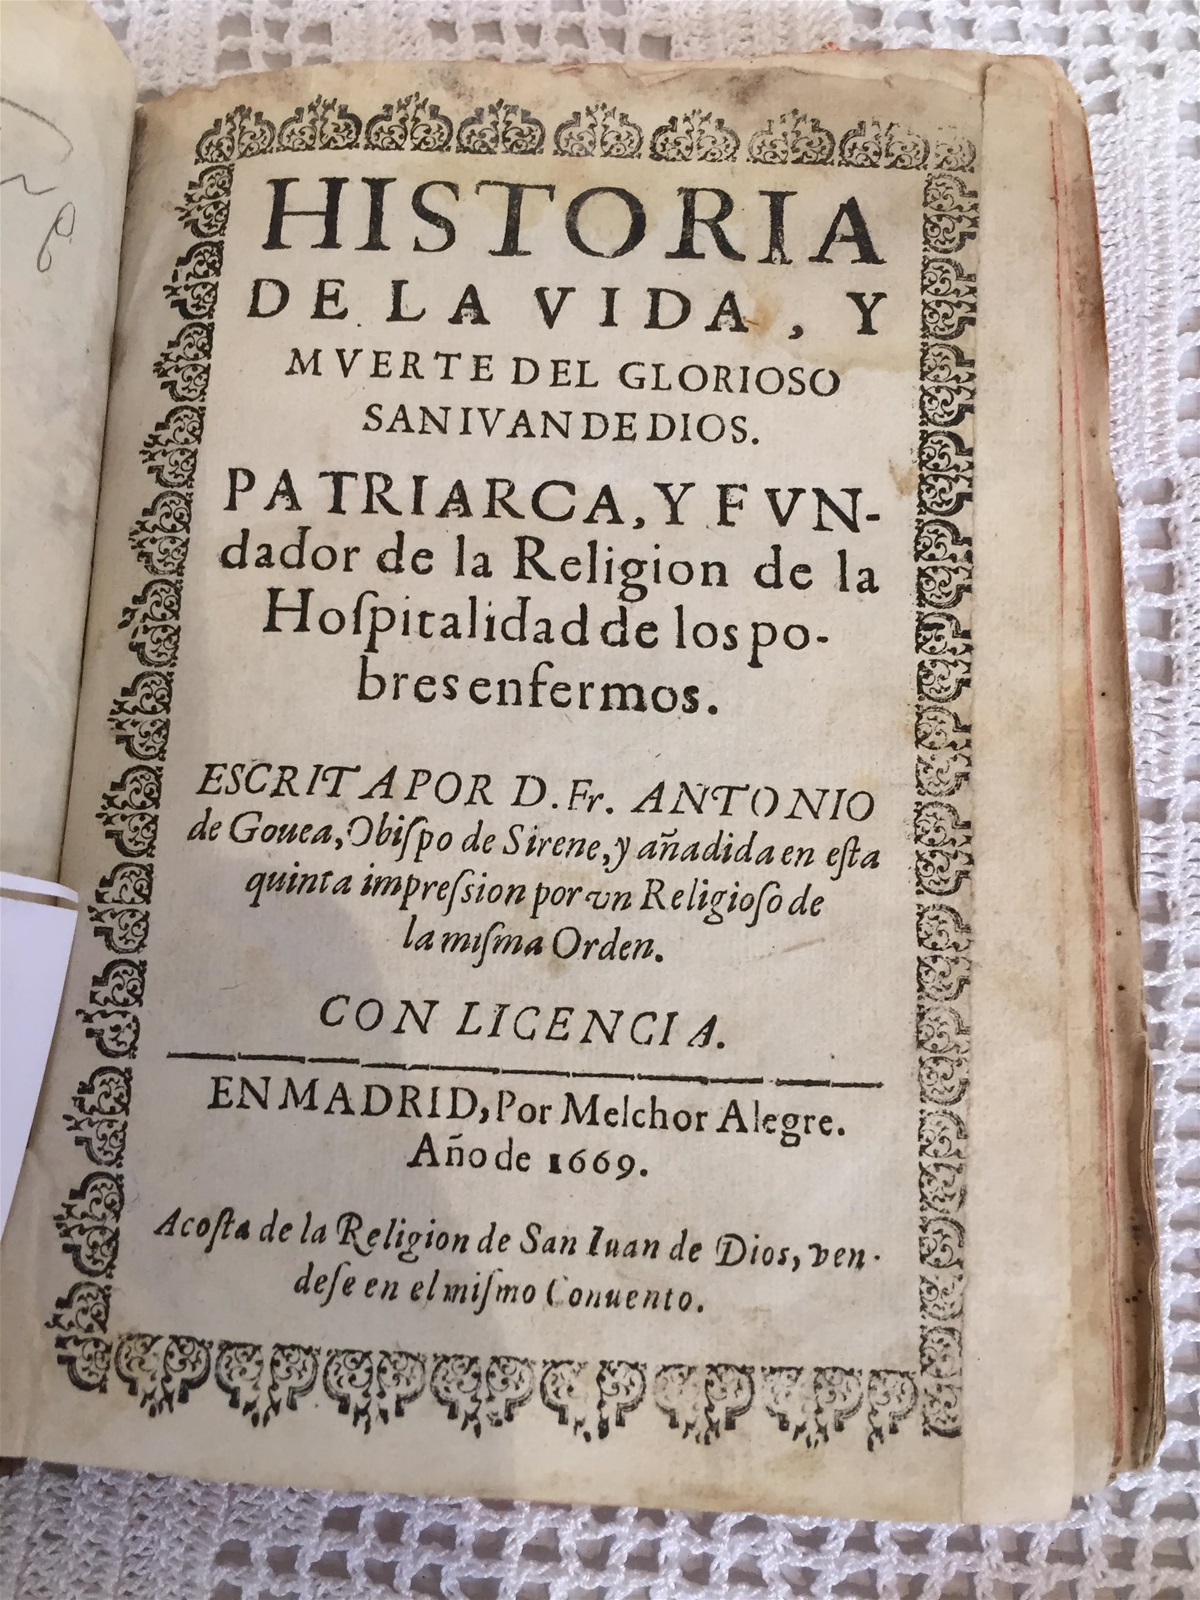 HISTORIA
DE LA VIDA, Y
MVERTE DEL GLORIOSO
SAN IVAN DE DIOS.
PATRIARCA, Y FVN-
dador de la Religion de la
Hoſpitalidad de los po-
bres enfermos.
ESCRITA POR D. Fr. ANTONIO
de Gouea, Obiſpo de Sirene, y añadida en eſta
quinta impreſsion por vn Religioſo de
la miſma Orden.
CON LICENCIA.
EN MADRID, Por Melchor Alegre.
Año de 1669.
Acoſta de la Religion de San Iuan de Dios, ven-
deſe en el miſmo Conuento.